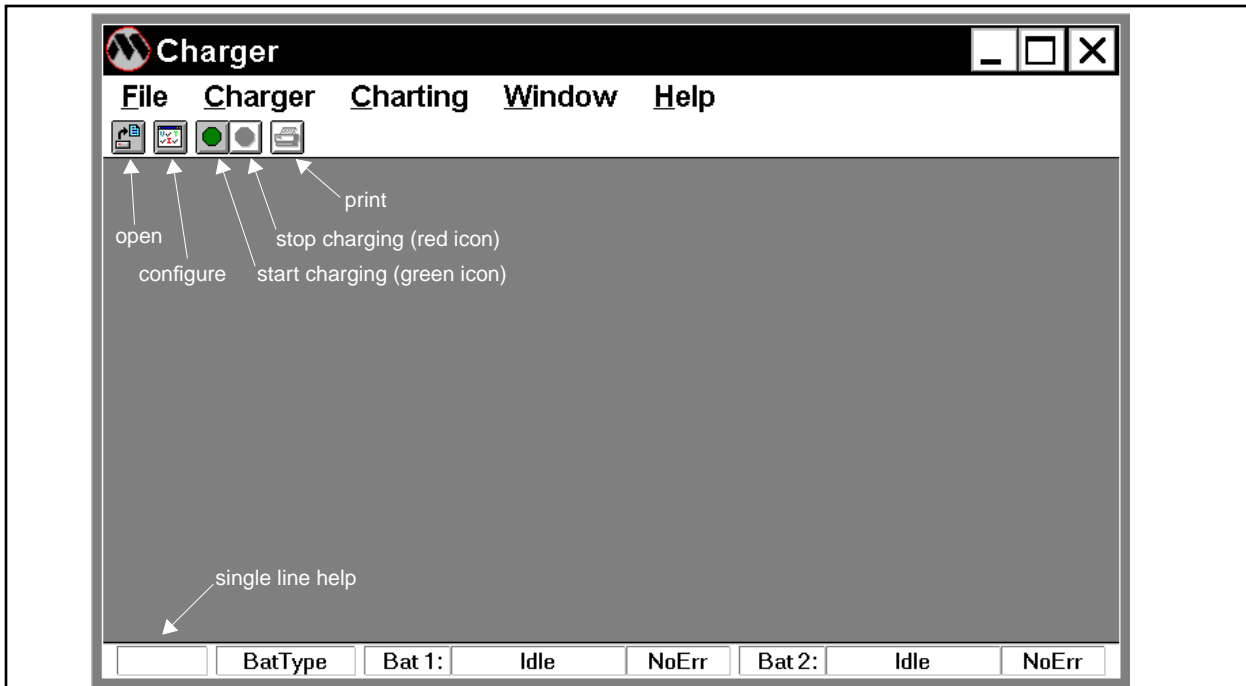 Charger
File Charger Charting Window Help
print
open
stop charging (red icon)
configure
start charging (green icon)
single line help
BatType Bat 1: Idle NoErr Bat 2: Idle NoErr